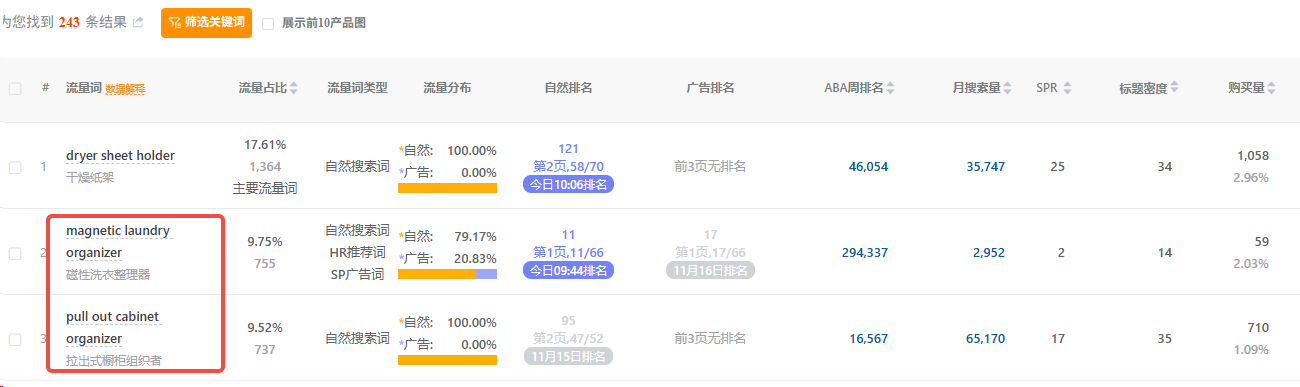 为您找到 243 条结果 筛选关键词 展示前10产品图
# 流量词 数据解释 流量占比 流量词类型 流量分布 自然排名 广告排名 ABA周排名 月搜索量 SPR 标题密度 购买量
1 dryer sheet holder
干燥纸架
17.61%
1,364
主要流量词
自然搜索词
*自然: 100.00%
*广告: 0.00%
121
第2页,58/70
今日10:06排名
前3页无排名
46,054
35,747
25
34
1,058
2.96%
2 magnetic laundry
organizer
磁性洗衣整理器
9.75%
755
自然搜索词
HR推荐词
SP广告词
*自然: 79.17%
*广告: 20.83%
11
第1页,11/66
今日09:44排名
17
第1页,17/66
11月16日排名
294,337
2,952
2
14
59
2.03%
3 pull out cabinet
organizer
拉出式橱柜组织者
9.52%
737
自然搜索词
*自然: 100.00%
*广告: 0.00%
95
第2页,47/52
11月15日排名
前3页无排名
16,567
65,170
17
35
710
1.09%